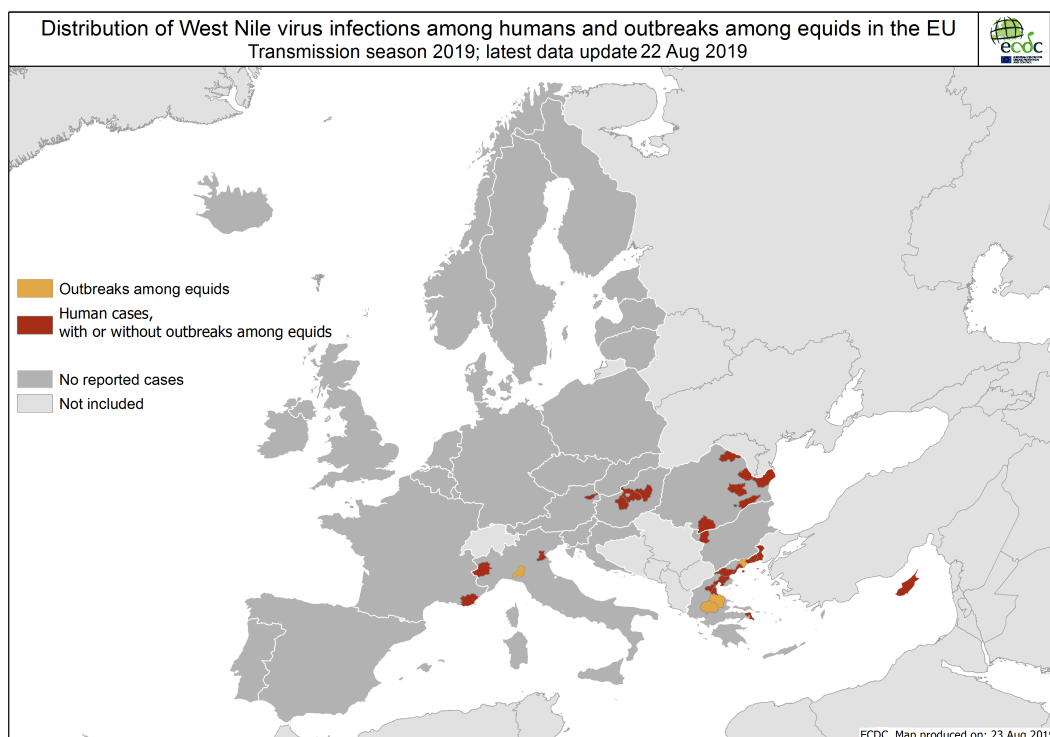 Distribution of West Nile virus infections among humans and outbreaks among equids in the EU
Transmission season 2019; latest data update 22 Aug 2019
ecdc
Outbreaks among equids
Human cases,
with or without outbreaks among equids
No reported cases
Not included
ECDC. Map produced on: 23 Aug 2019